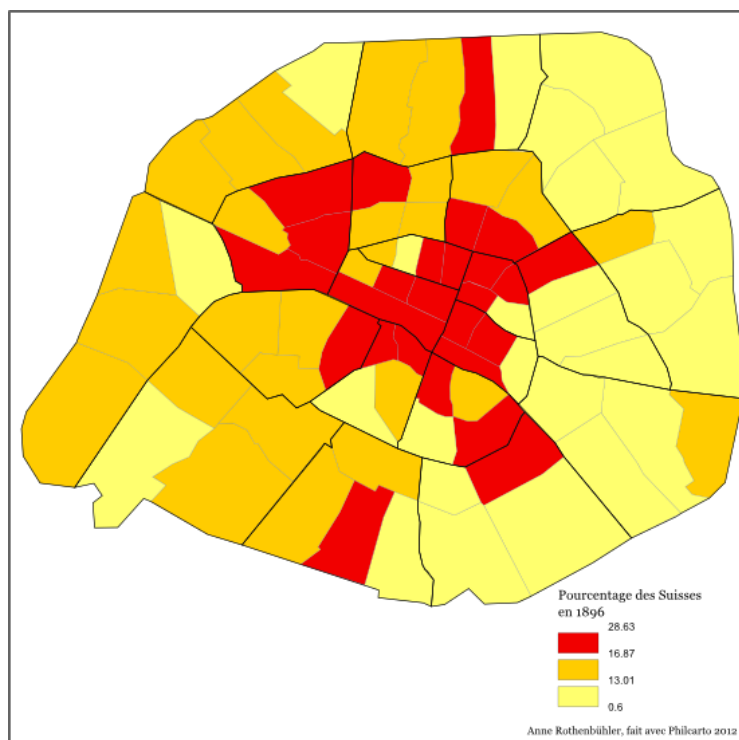 Pourcentage des Suisses
en 1896
28.63
16.87
13.01
0.6
Anne Rothenbühler, fait avec Philcarto 2012